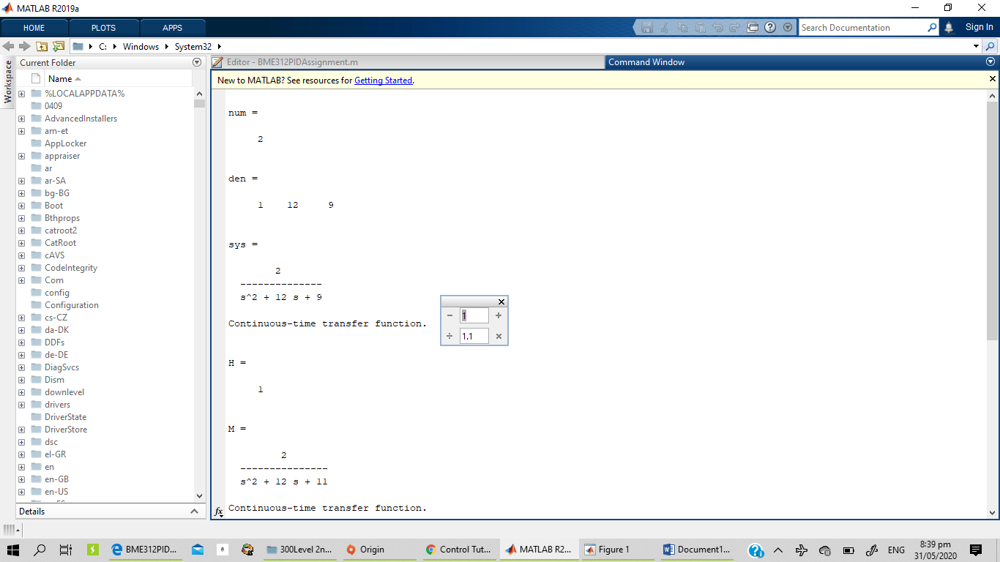 MATLAB R2019a
HOME PLOTS APPS Search Documentation Sign In
C: Windows System32
Workspace
Current Folder
Name
%LOCALAPPDATA%
0409
AdvancedInstallers
am-et
AppLocker
appraiser
ar
ar-SA
bg-BG
Boot
Bthprops
catroot2
CatRoot
cAVS
CodeIntegrity
Com
config
Configuration
cs-CZ
da-DK
DDFs
de-DE
DiagSvcs
Dism
downlevel
drivers
DriverState
DriverStore
dsc
el-GR
en
en-GB
en-US
Details
Editor - BME312PIDAssignment.m
Command Window
New to MATLAB? See resources for Getting Started.
num =
2
den =
1 12 9
sys =
2
--------------
s^2 + 12 s + 9
Continuous-time transfer function.
H =
1
M =
2
---------------
s^2 + 12 s + 11
Continuous-time transfer function.
fx
− 1 +
÷ 1.1 ×
BME312PID... a 300Level 2n... Origin Control Tut... MATLAB R2... Figure 1 Document1... ENG 8:39 pm
31/05/2020